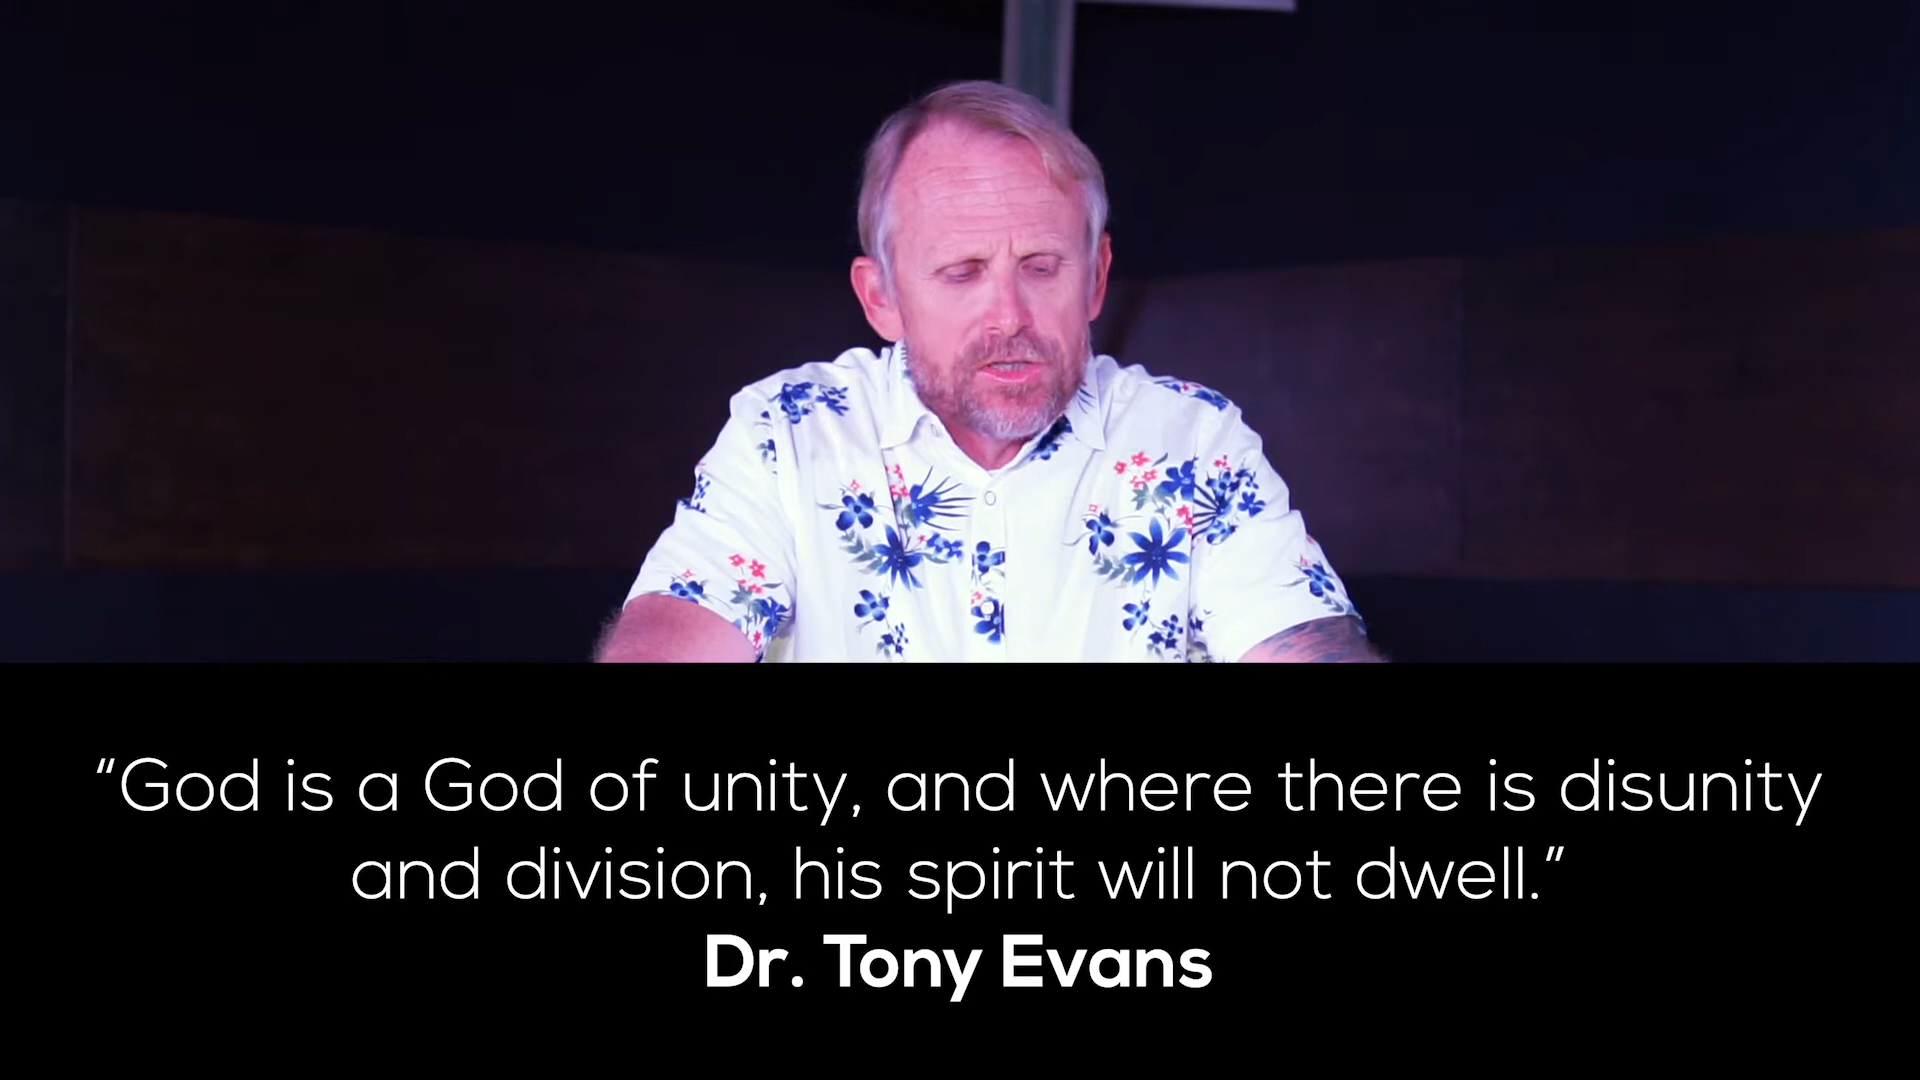 “God is a God of unity, and where there is disunity
and division, his spirit will not dwell.”
Dr. Tony Evans